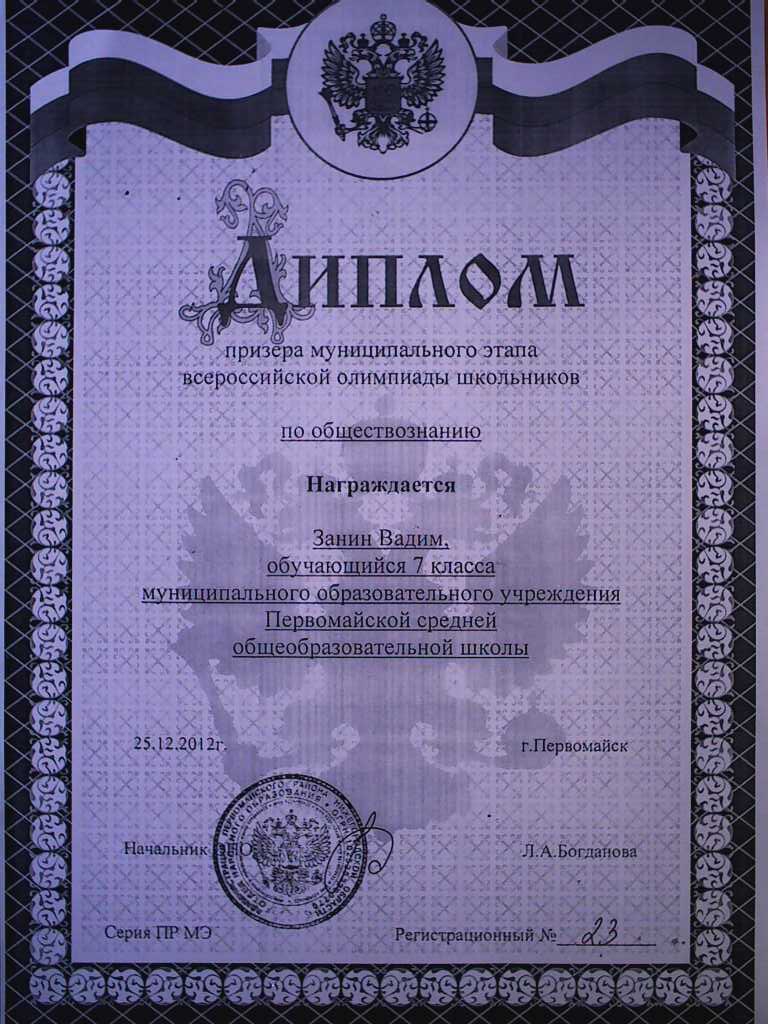 Диплом
призера муниципального этапа
всероссийской олимпиады школьников
по обществознанию
Награждается
Занин Вадим,
обучающийся 7 класса
муниципального образовательного учреждения
Первомайской средней
общеобразовательной школы
25.12.2012г.
г.Первомайск
Начальник
Л.А.Богданова
Серия ПР МЭ
Регистрационный № 23